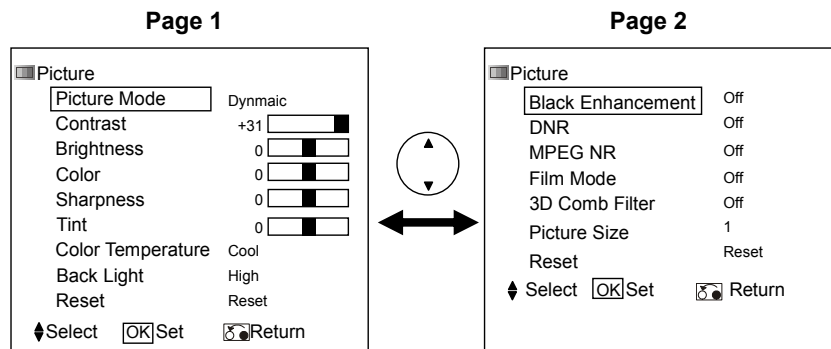 Page 1
Picture
Picture Mode Dynmaic
Contrast +31
Brightness 0
Color 0
Sharpness 0
Tint 0
Color Temperature Cool
Back Light High
Reset Reset
Select OK Set Return
Page 2
Picture
Black Enhancement Off
DNR Off
MPEG NR Off
Film Mode Off
3D Comb Filter Off
Picture Size 1
Reset Reset
Select OK Set Return